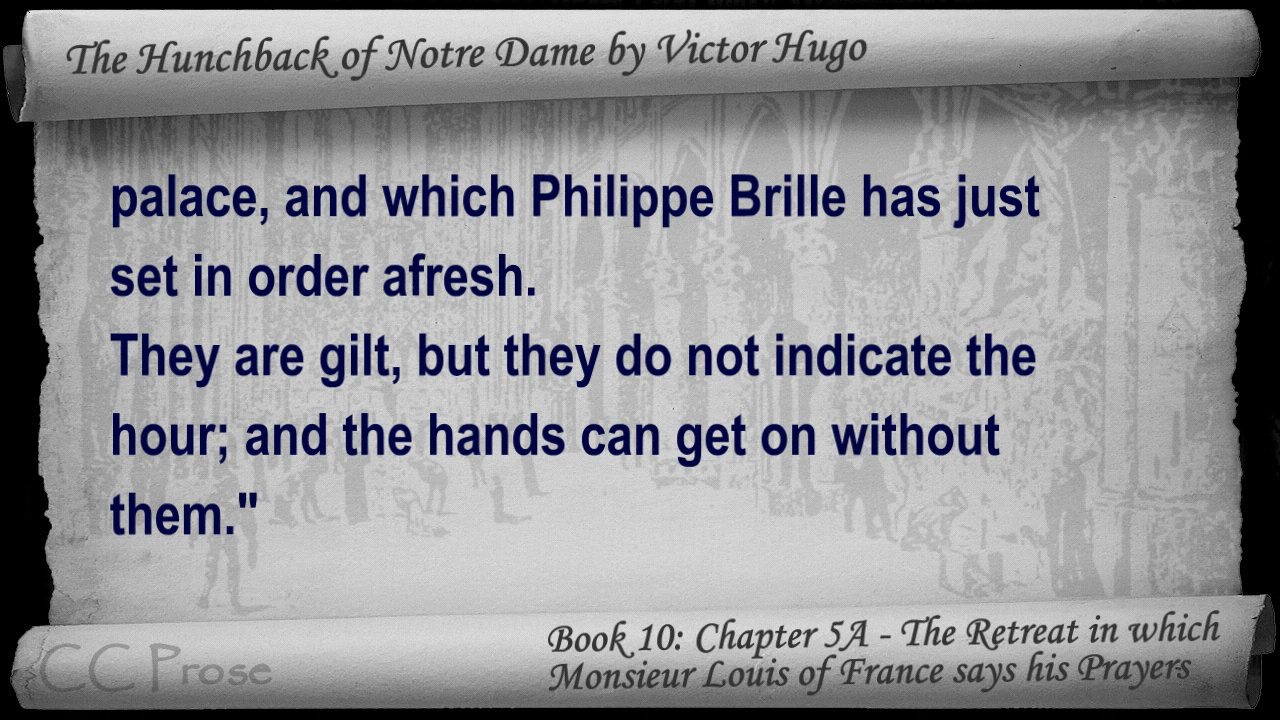 The Hunchback of Notre Dame by Victor Hugo
palace, and which Philippe Brille has just
set in order afresh.
They are gilt, but they do not indicate the
hour; and the hands can get on without
them."
CC Prose
Book 10: Chapter 5A - The Retreat in which
Monsieur Louis of France says his Prayers